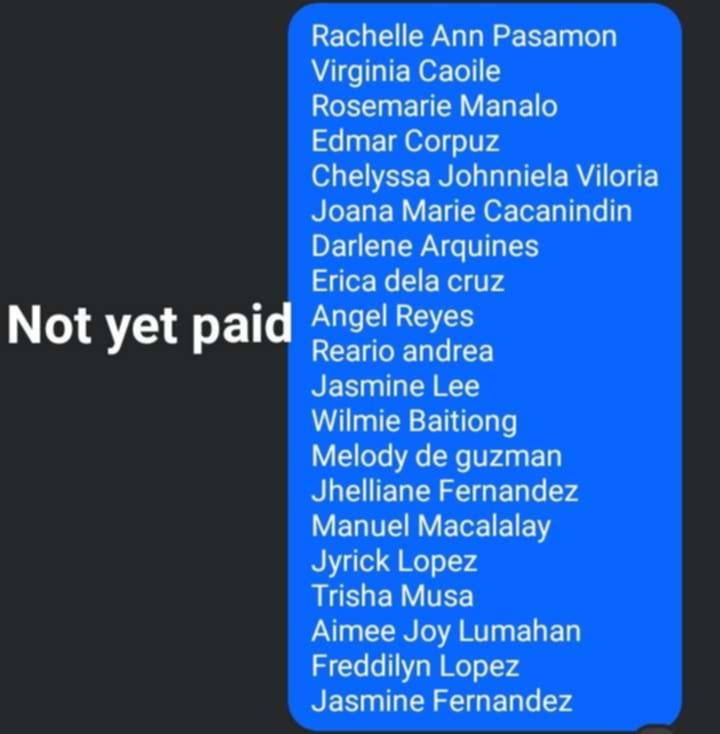 Rachelle Ann Pasamon
Virginia Caoile
Rosemarie Manalo
Edmar Corpuz
Chelyssa Johnniela Viloria
Joana Marie Cacanindin
Darlene Arquines
Erica dela cruz
Not yet paid
Angel Reyes
Reario andrea
Jasmine Lee
Wilmie Baitiong
Melody de guzman
Jhelliane Fernandez
Manuel Macalalay
Jyrick Lopez
Trisha Musa
Aimee Joy Lumahan
Freddilyn Lopez
Jasmine Fernandez